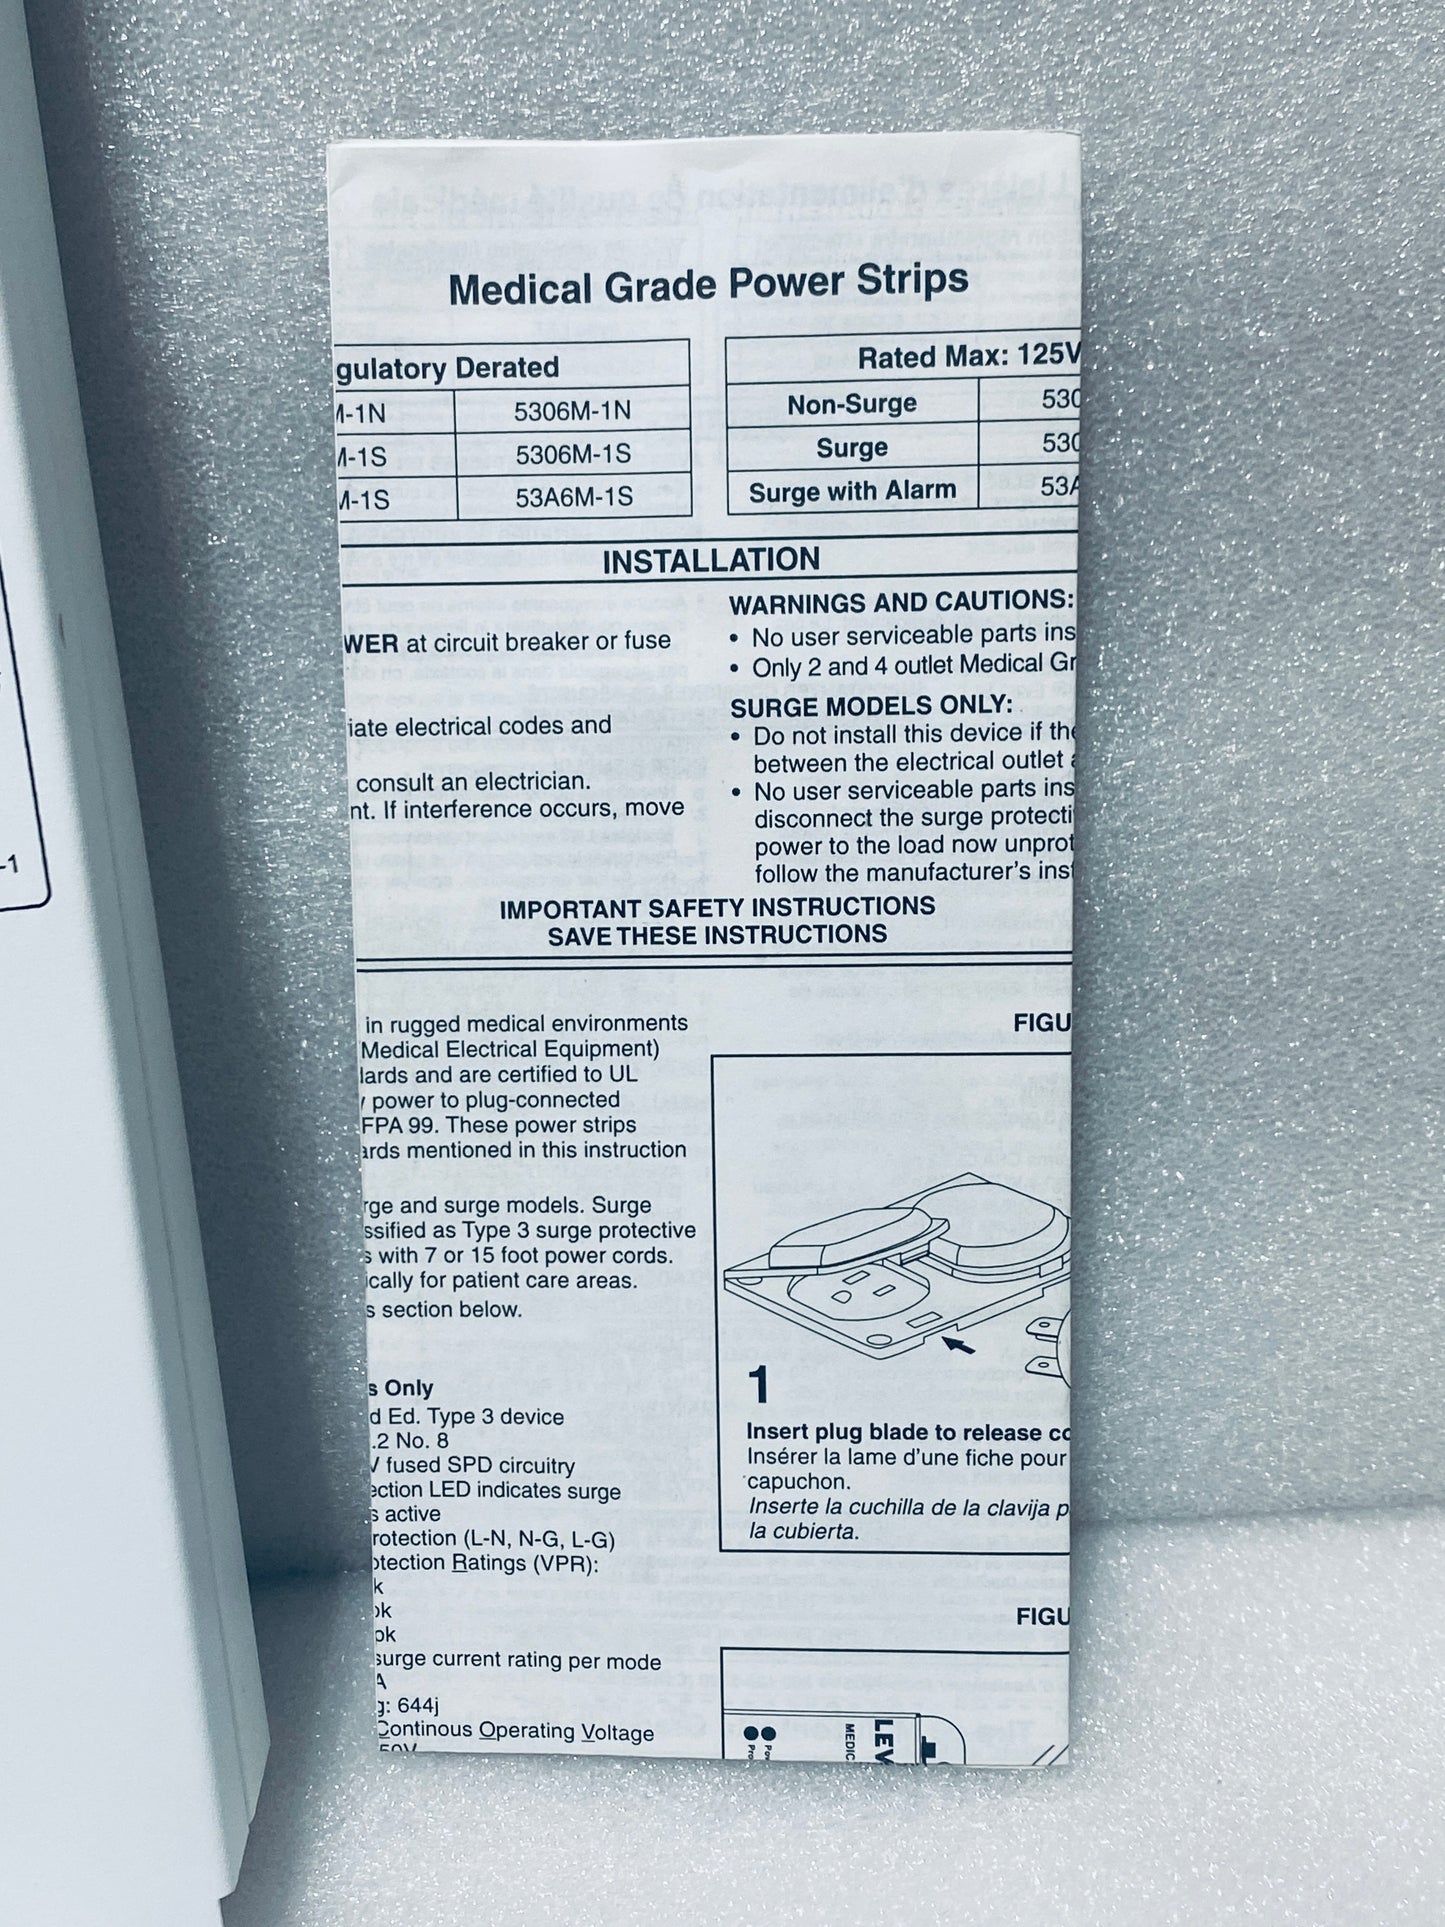 Medical Grade Power Strips
gulatory Derated
M-1N 5306M-1N
M-1S 5306M-1S
M-1S 53A6M-1S
Rated Max: 125V
Non-Surge 530
Surge 530
Surge with Alarm 53A
INSTALLATION
WER at circuit breaker or fuse
iate electrical codes and
consult an electrician.
nt. If interference occurs, move
WARNINGS AND CAUTIONS:
• No user serviceable parts ins
• Only 2 and 4 outlet Medical Gr
SURGE MODELS ONLY:
• Do not install this device if the
between the electrical outlet
• No user serviceable parts ins
disconnect the surge protecti
power to the load now unprot
follow the manufacturer's inst
IMPORTANT SAFETY INSTRUCTIONS
SAVE THESE INSTRUCTIONS
in rugged medical environments
Medical Electrical Equipment)
dards and are certified to UL
y power to plug-connected
FPA 99. These power strips
ards mentioned in this instruction
rge and surge models. Surge
ssified as Type 3 surge protective
s with 7 or 15 foot power cords.
ically for patient care areas.
s section below.
s Only
d Ed. Type 3 device
.2 No. 8
V fused SPD circuitry
ection LED indicates surge
s active
rotection (L-N, N-G, L-G)
otection Ratings (VPR):
k
pk
pk
surge current rating per mode
A
g: 644j
Continous Operating Voltage
50V
FIGU
1
Insert plug blade to release co
Insérer la lame d'une fiche pour
capuchon.
Inserte la cuchilla de la clavija p
la cubierta.
FIGU
LEV
MEDIC
Pow
Pro
-1